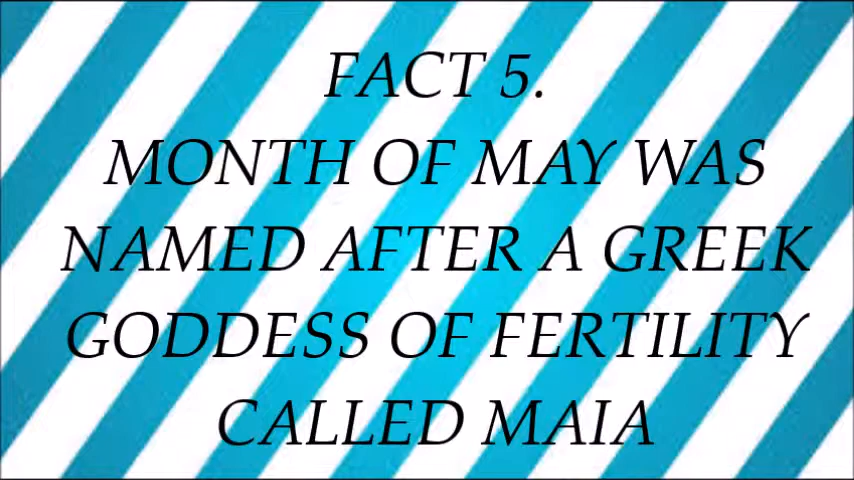 FACT 5.
MONTH OF MAY WAS
NAMED AFTER A GREEK
GODDESS OF FERTILITY
CALLED MAIA